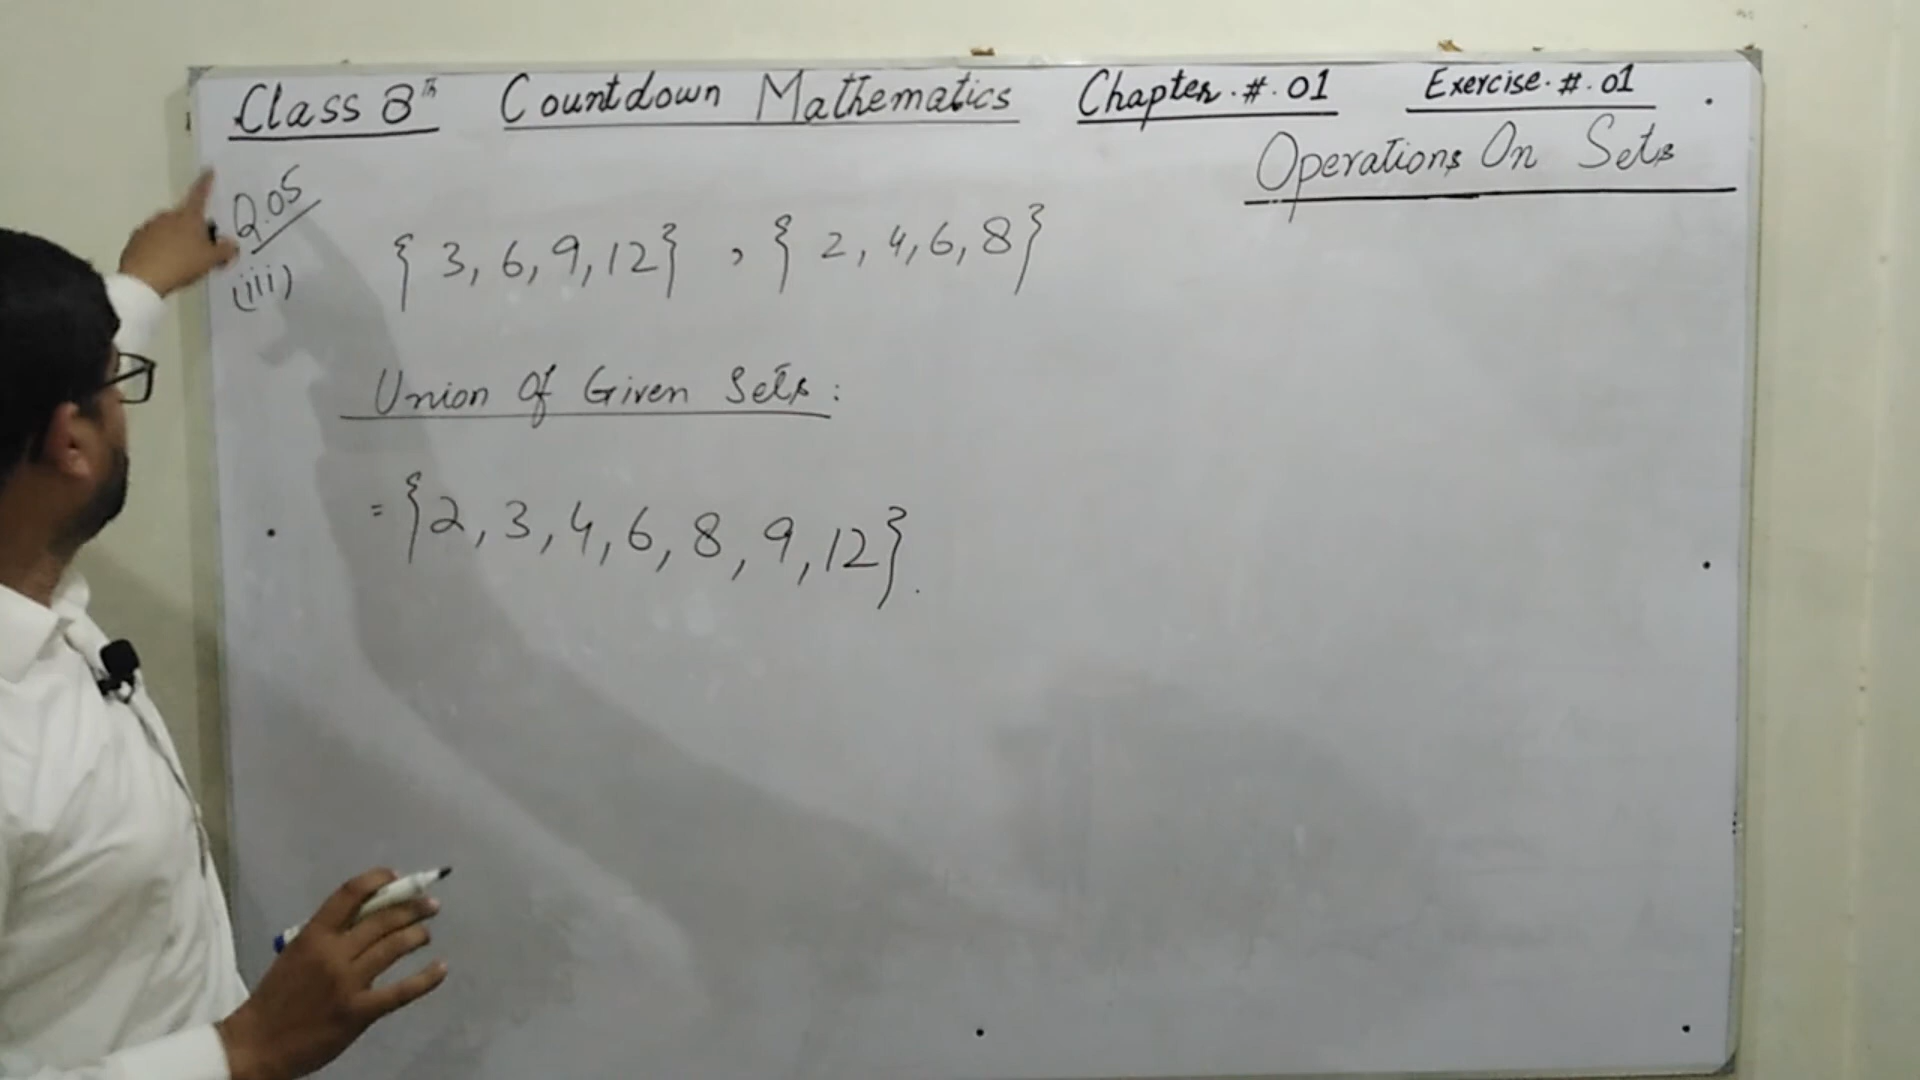 Class 8th Countdown Mathematics Chapter.#.01 Exercise.#.01
Operations On Sets
Q.05
(iii) { 3, 6, 9, 12} , { 2, 4, 6, 8}
Union Of Given Sets:
= {2, 3, 4, 6, 8, 9, 12}.